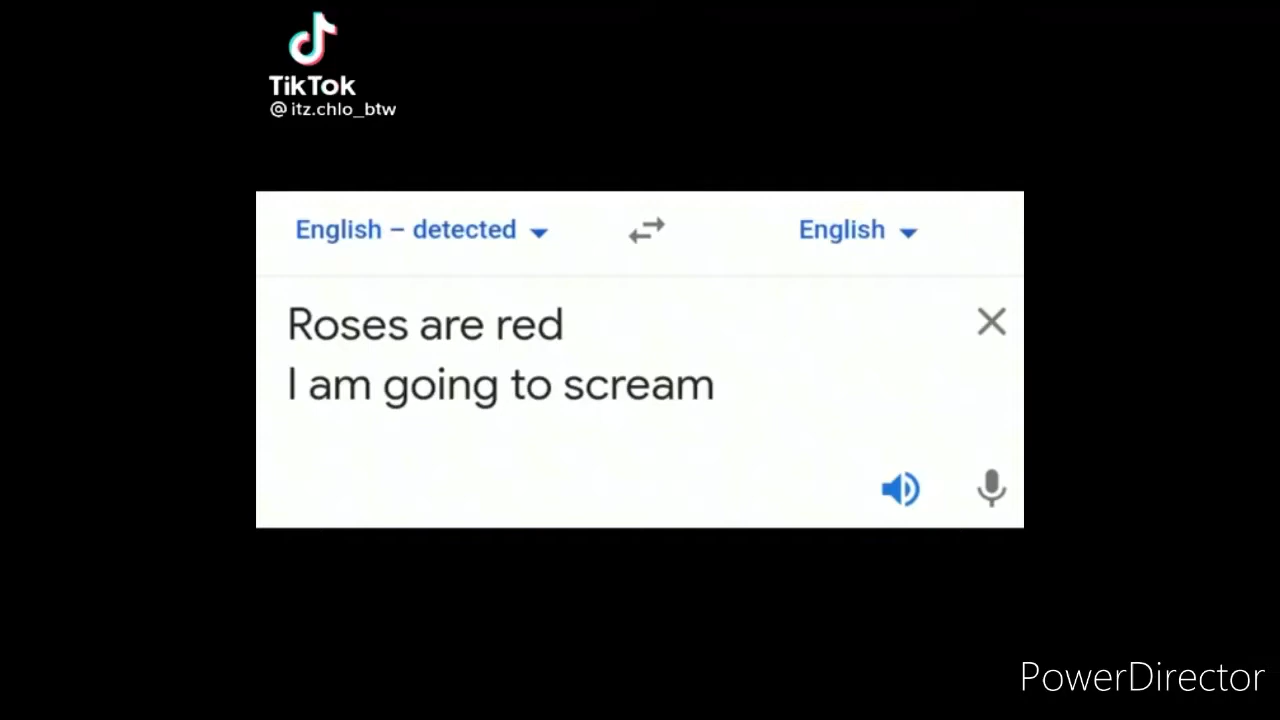 TikTok
@itz.chlo_btw
English – detected
English
Roses are red
I am going to scream
PowerDirector